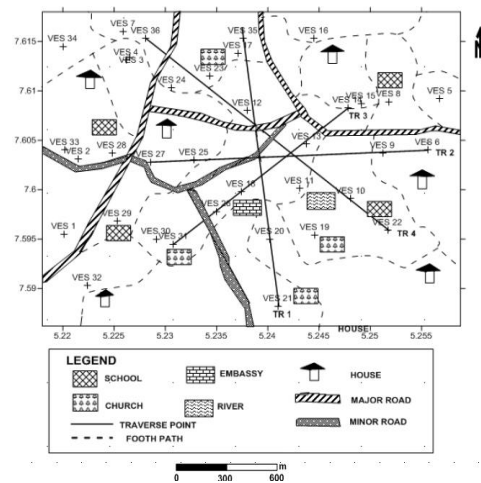 VES 7
VES 36
VES 35
VES 16
7.615
VES 34
VES 4
VES 3
VES 17
VES 23
VES 24
VES 15
VES 8
VES 5
7.61
VES 12
TR 3
7.605
VES 33
VES 2
VES 28
VES 27
VES 25
VES 13
VES 9
VES 6
TR 2
7.6
VES 18
VES 11
VES 10
VES 26
VES 29
VES 22
TR 4
7.595
VES 1
VES 30
VES 31
VES 20
VES 19
7.59
VES 32
VES 21
TR 1
5.22 5.225 5.23 5.235 5.24 5.245 5.25 5.255
HOUSE
LEGEND
SCHOOL EMBASSY HOUSE
CHURCH RIVER MAJOR ROAD
TRAVERSE POINT MINOR ROAD
FOOTH PATH
m
0 300 600